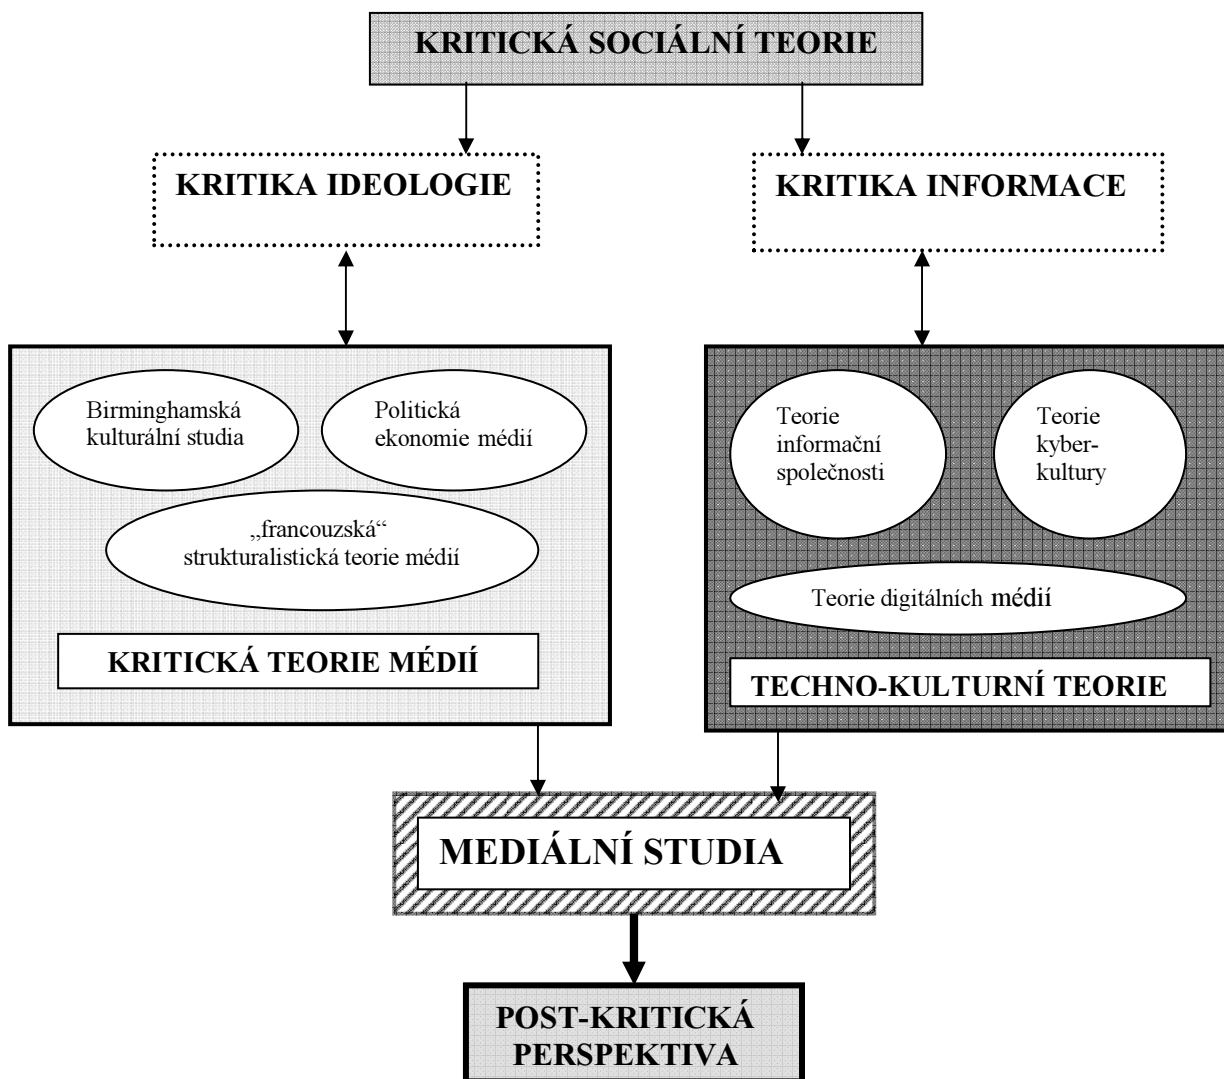 KRITICKÁ SOCIÁLNÍ TEORIE
KRITIKA IDEOLOGIE
KRITIKA INFORMACE
Birminghamská
kulturální studia
Politická
ekonomie médií
„francouzská“
strukturalistická teorie médií
KRITICKÁ TEORIE MÉDIÍ
Teorie
informační
společnosti
Teorie
kyber-
kultury
Teorie digitálních médií
TECHNO-KULTURNÍ TEORIE
MEDIÁLNÍ STUDIA
POST-KRITICKÁ
PERSPEKTIVA